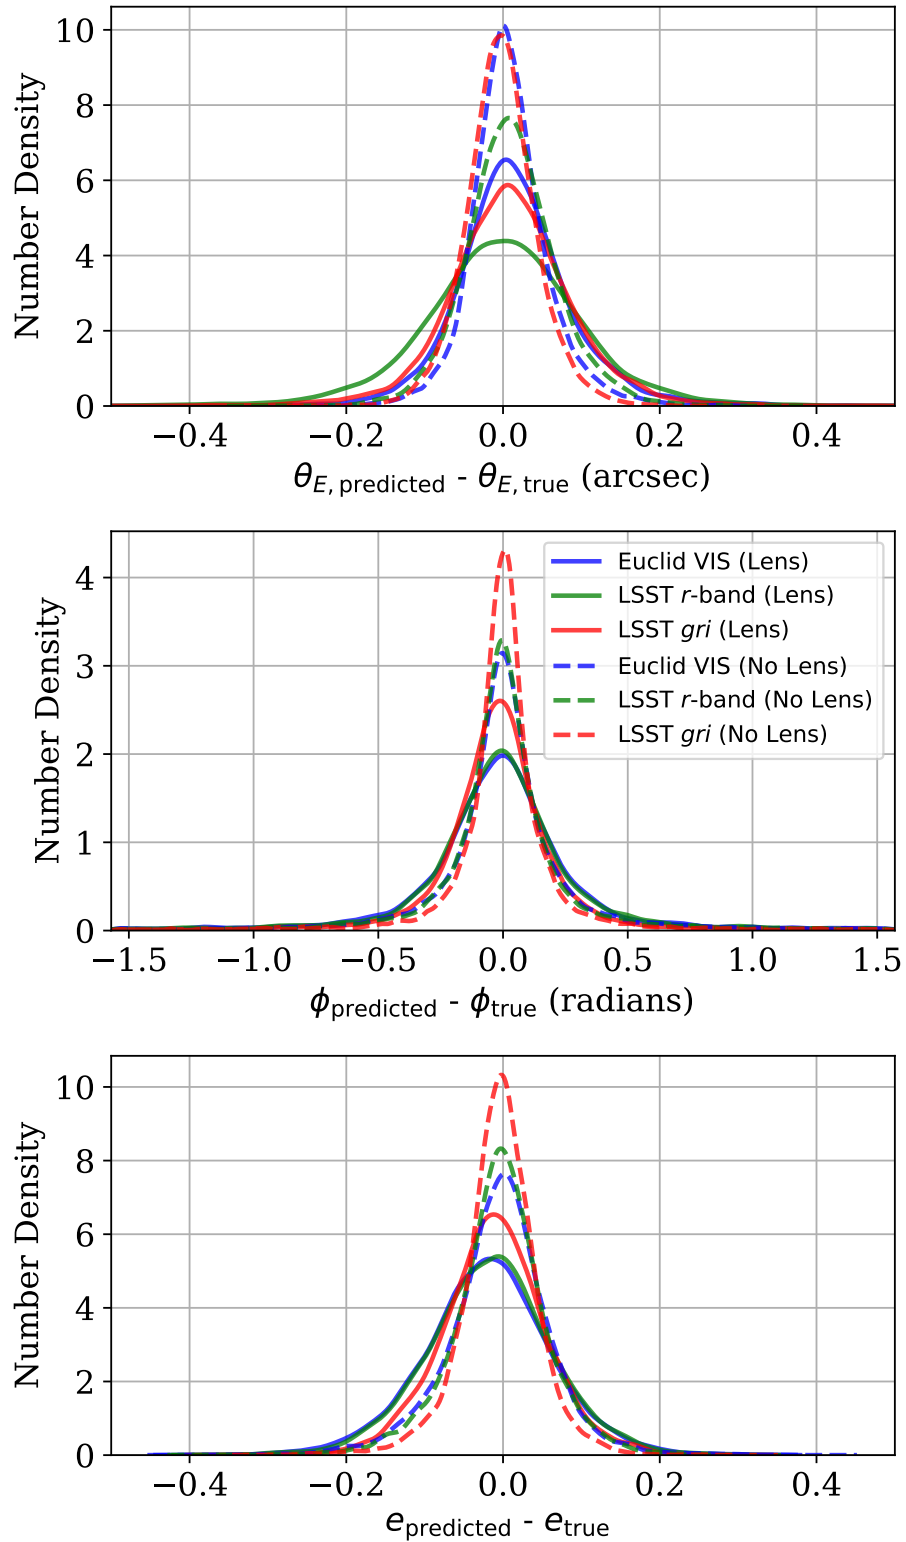 Number Density
10
8
6
4
2
0
−0.4
−0.2
0.0
0.2
0.4
θE, predicted - θE, true (arcsec)
Number Density
4
3
2
1
0
Euclid VIS (Lens)
LSST r-band (Lens)
LSST gri (Lens)
Euclid VIS (No Lens)
LSST r-band (No Lens)
LSST gri (No Lens)
−1.5
−1.0
−0.5
0.0
0.5
1.0
1.5
ϕpredicted - ϕtrue (radians)
Number Density
10
8
6
4
2
0
−0.4
−0.2
0.0
0.2
0.4
epredicted - etrue